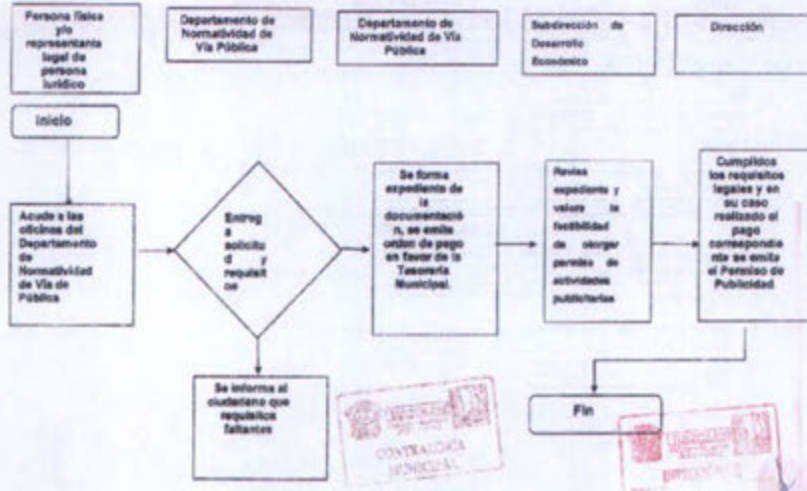 Persona física
y/o
representante
legal de
persona
jurídico
Departamento de
Normatividad de
Vía Pública
Departamento de
Normatividad de Vía
Pública
Subdirección de
Desarrollo
Económico
Dirección
Inicio
Acude a las
oficinas del
Departamento
de
Normatividad
de Vía de
Pública
Entreg
a
solicitu
d y
requisit
os
Se forma
expediente de
la
documentació
n, se emite
orden de pago
en favor de la
Tesorería
Municipal.
Revisa
expediente y
valora la
factibilidad
de otorgar
permiso de
actividades
publicitarias
Cumplidos
los requisitos
legales y en
su caso
realizado el
pago
correspondie
nte se emite
el Permiso de
Publicidad
Se informa al
ciudadano que
requisitos
faltantes
Fin
CONTRALORIA
MUNICIPAL